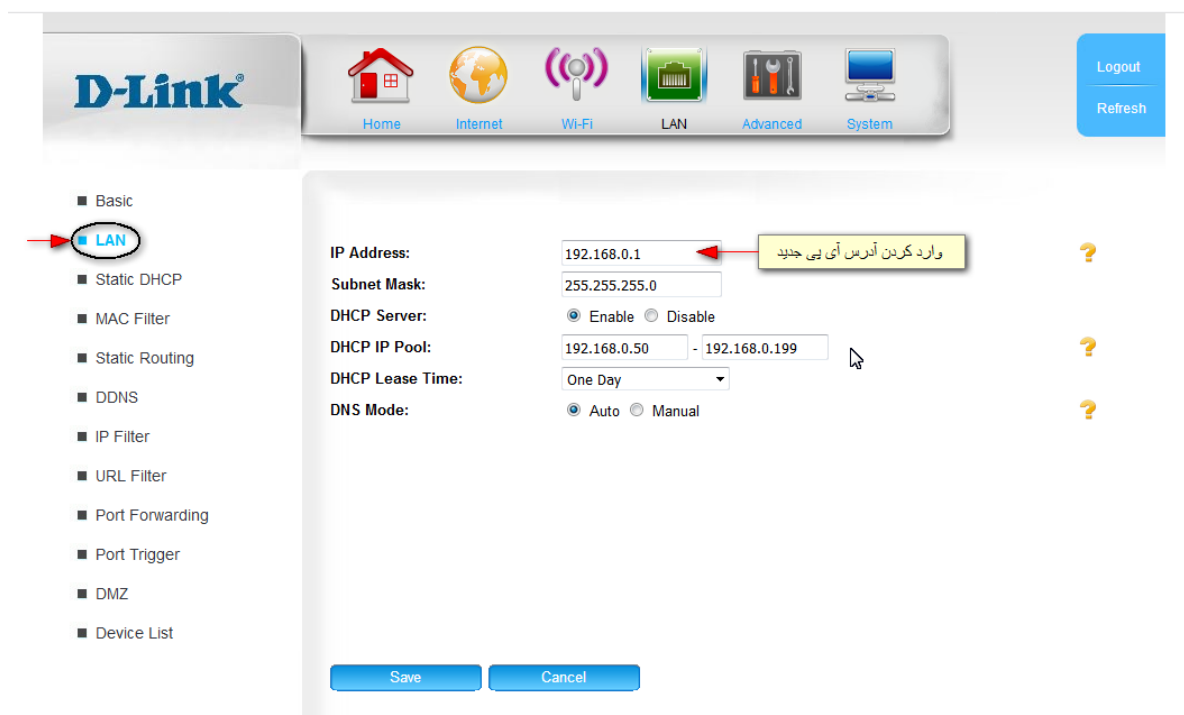 D-Link®
Home Internet Wi-Fi LAN Advanced System
Logout
Refresh
Basic
LAN
Static DHCP
MAC Filter
Static Routing
DDNS
IP Filter
URL Filter
Port Forwarding
Port Trigger
DMZ
Device List
IP Address: 192.168.0.1 وارد کردن آدرس آی پی جدید ?
Subnet Mask: 255.255.255.0
DHCP Server: Enable Disable
DHCP IP Pool: 192.168.0.50 - 192.168.0.199 ?
DHCP Lease Time: One Day
DNS Mode: Auto Manual ?
Save Cancel